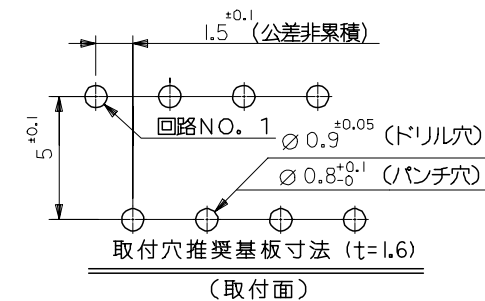 1.5 ±0.1 (公差非累積)
5 ±0.1
回路NO. 1
∅0.9 ±0.05 (ドリル穴)
∅0.8 +0.1 -0 (パンチ穴)
取付穴推奨基板寸法 (t=1.6)
(取付面)